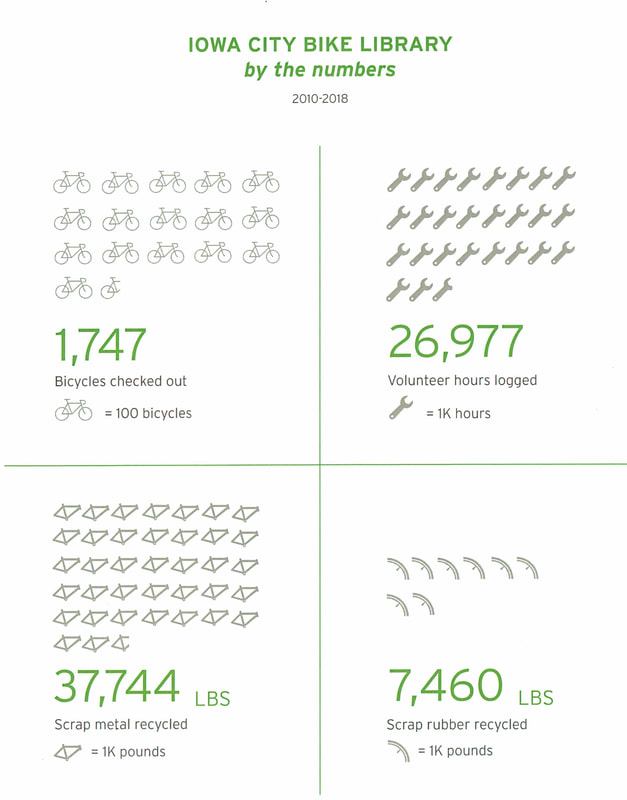 IOWA CITY BIKE LIBRARY
by the numbers
2010-2018
1,747
Bicycles checked out
= 100 bicycles
26,977
Volunteer hours logged
= 1K hours
37,744 LBS
Scrap metal recycled
= 1K pounds
7,460 LBS
Scrap rubber recycled
= 1K pounds